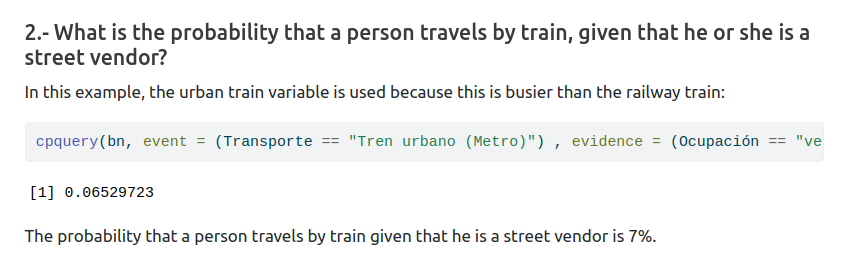 2.- What is the probability that a person travels by train, given that he or she is a
street vendor?
In this example, the urban train variable is used because this is busier than the railway train:
cpquery(bn, event = (Transporte == "Tren urbano (Metro)") , evidence = (Ocupación == "ve
[1] 0.06529723
The probability that a person travels by train given that he is a street vendor is 7%.